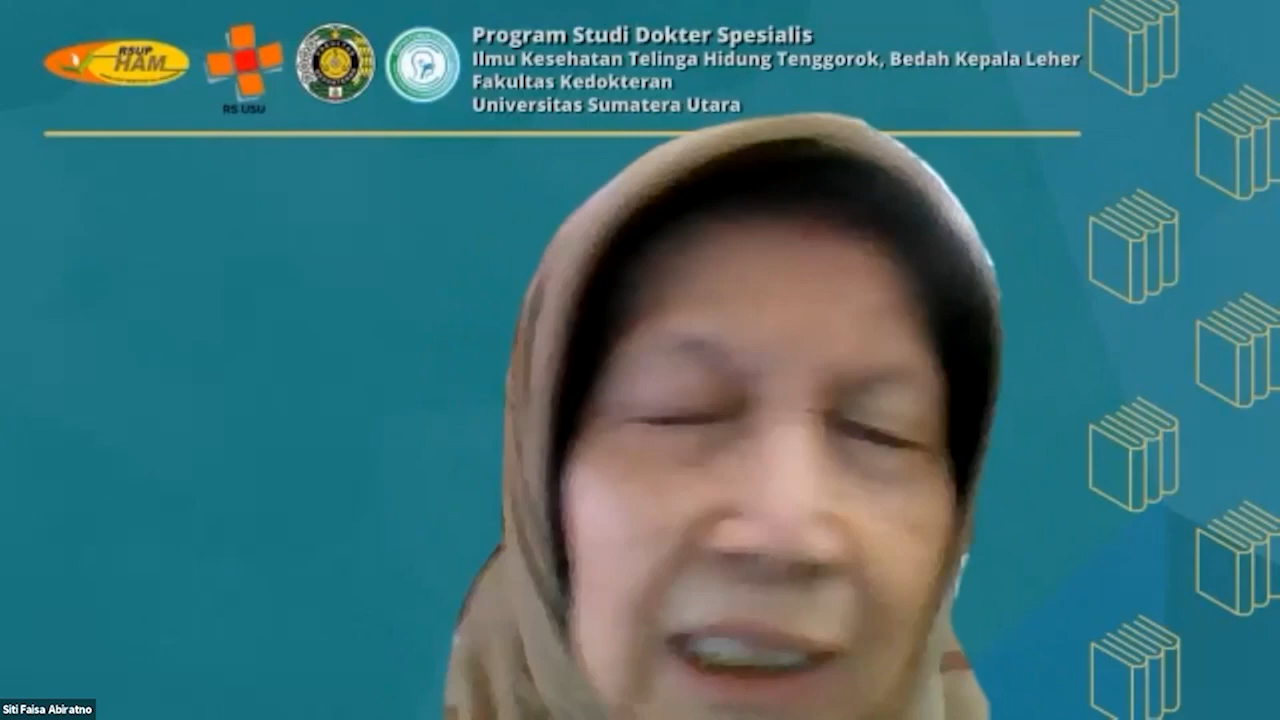 RSUP
HAM
RS USU
Program Studi Dokter Spesialis
Ilmu Kesehatan Telinga Hidung Tenggorok, Bedah Kepala Leher
Fakultas Kedokteran
Universitas Sumatera Utara
Siti Faisa Abiratno